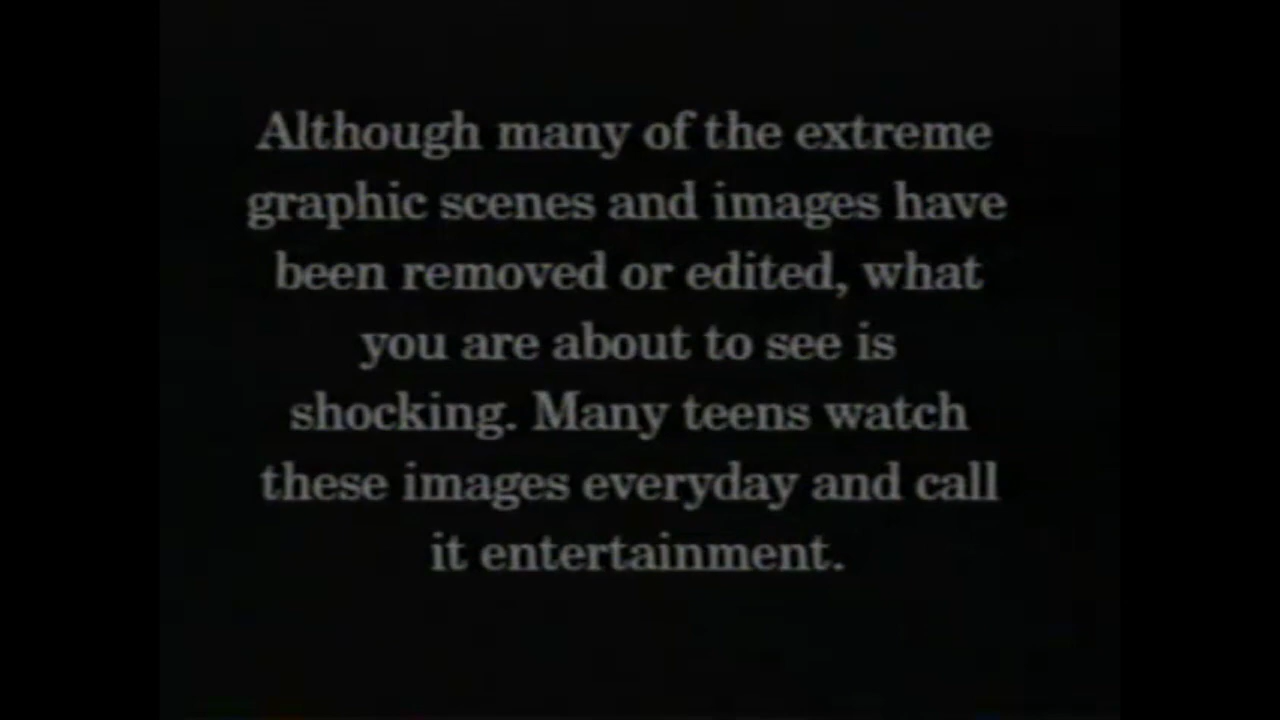 Although many of the extreme
graphic scenes and images have
been removed or edited, what
you are about to see is
shocking. Many teens watch
these images everyday and call
it entertainment.